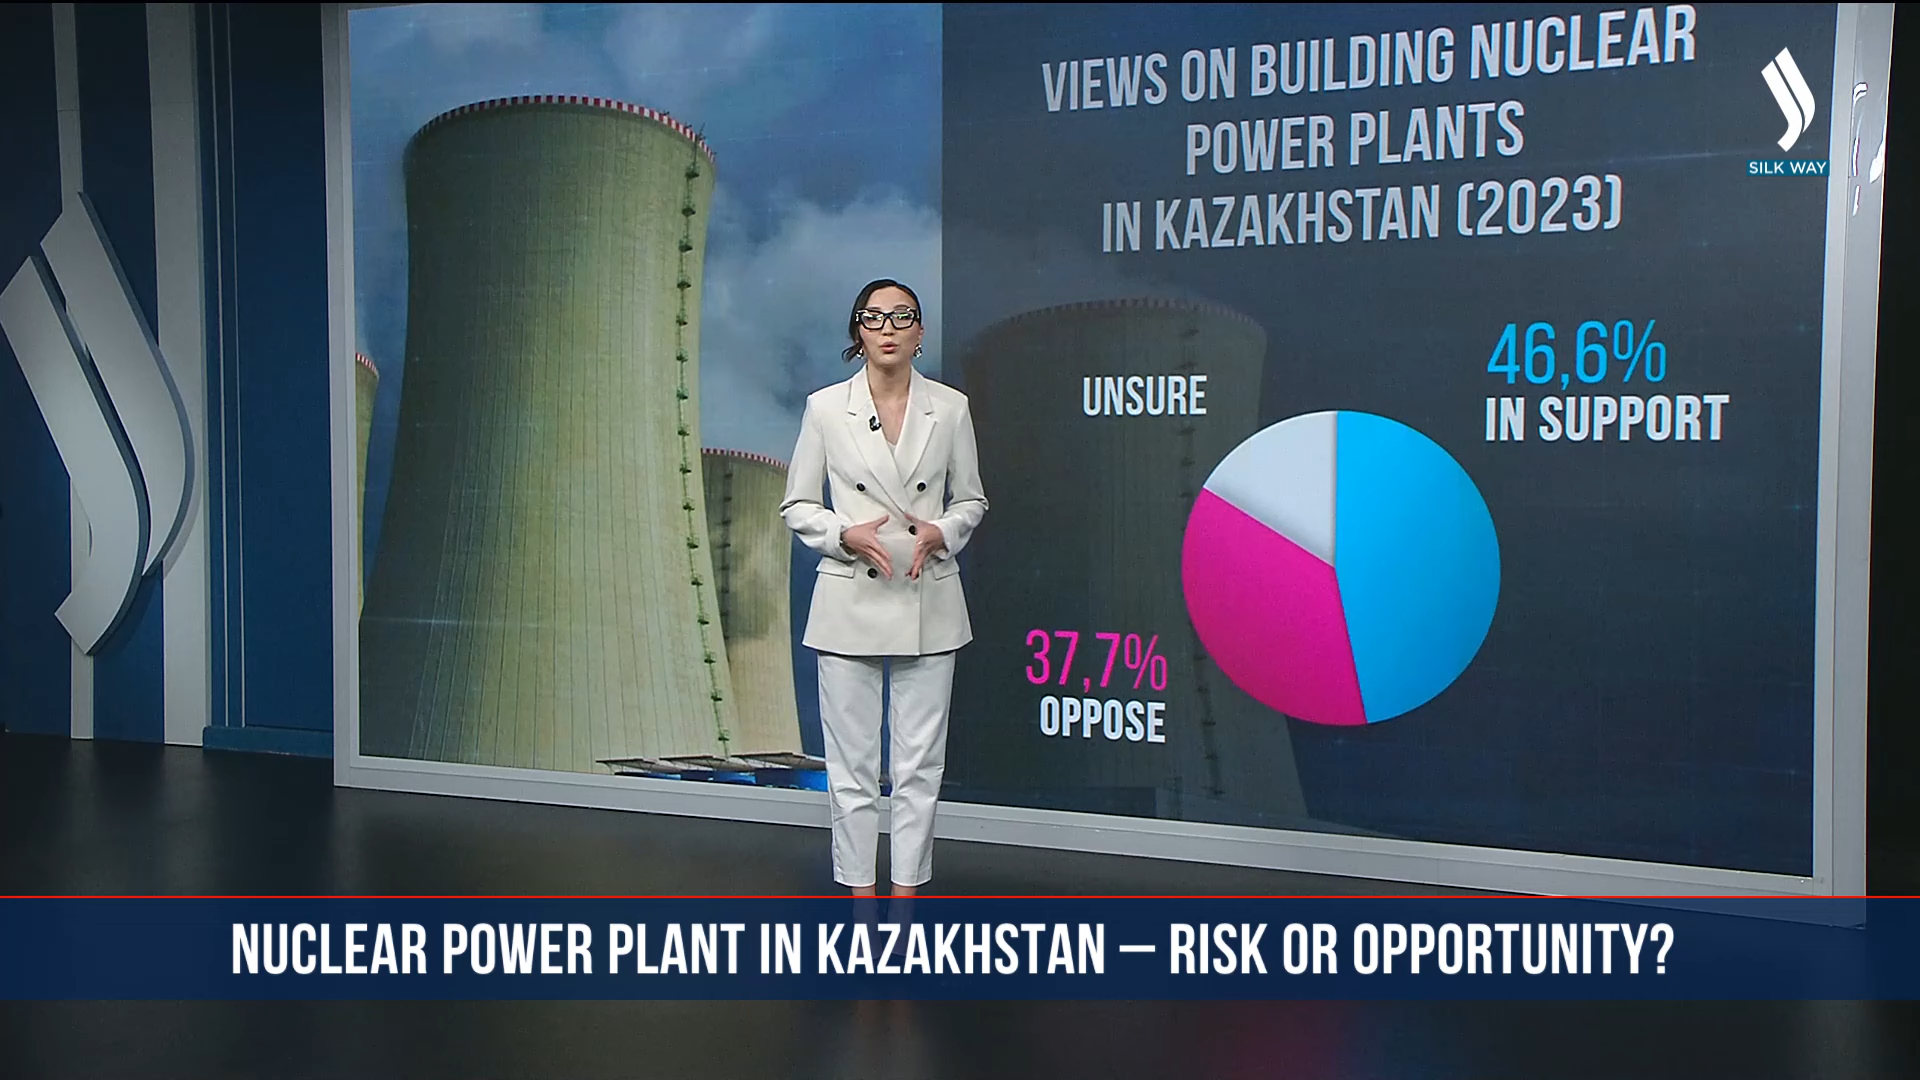 VIEWS ON BUILDING NUCLEAR
POWER PLANTS
IN KAZAKHSTAN (2023)
SILK WAY
46,6%
IN SUPPORT
UNSURE
37,7%
OPPOSE
NUCLEAR POWER PLANT IN KAZAKHSTAN – RISK OR OPPORTUNITY?